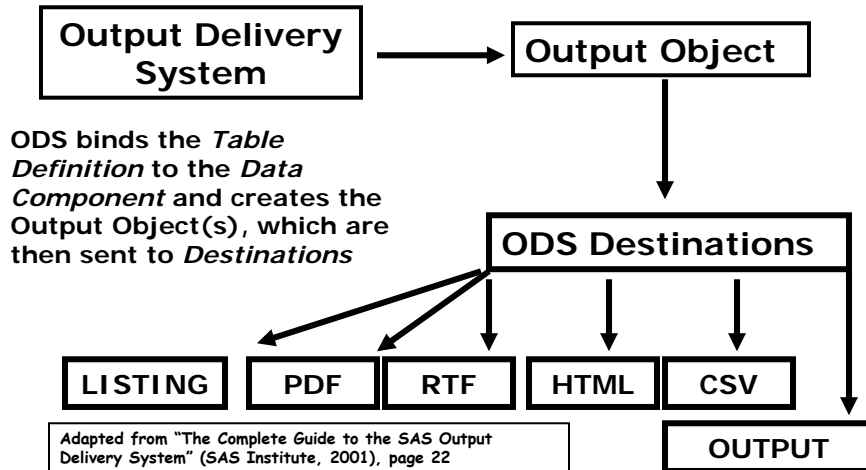 Output Delivery
System
Output Object
ODS binds the Table
Definition to the Data
Component and creates the
Output Object(s), which are
then sent to Destinations
ODS Destinations
LISTING
PDF
RTF
HTML
CSV
OUTPUT
Adapted from “The Complete Guide to the SAS Output
Delivery System” (SAS Institute, 2001), page 22